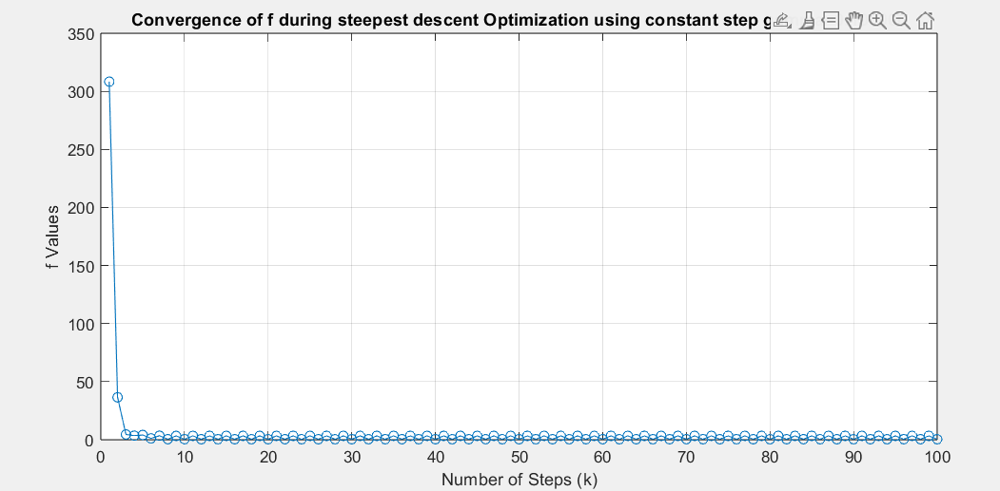 Convergence of f during steepest descent Optimization using constant step
350
300
250
200
150
100
50
0
f Values
0 10 20 30 40 50 60 70 80 90 100
Number of Steps (k)